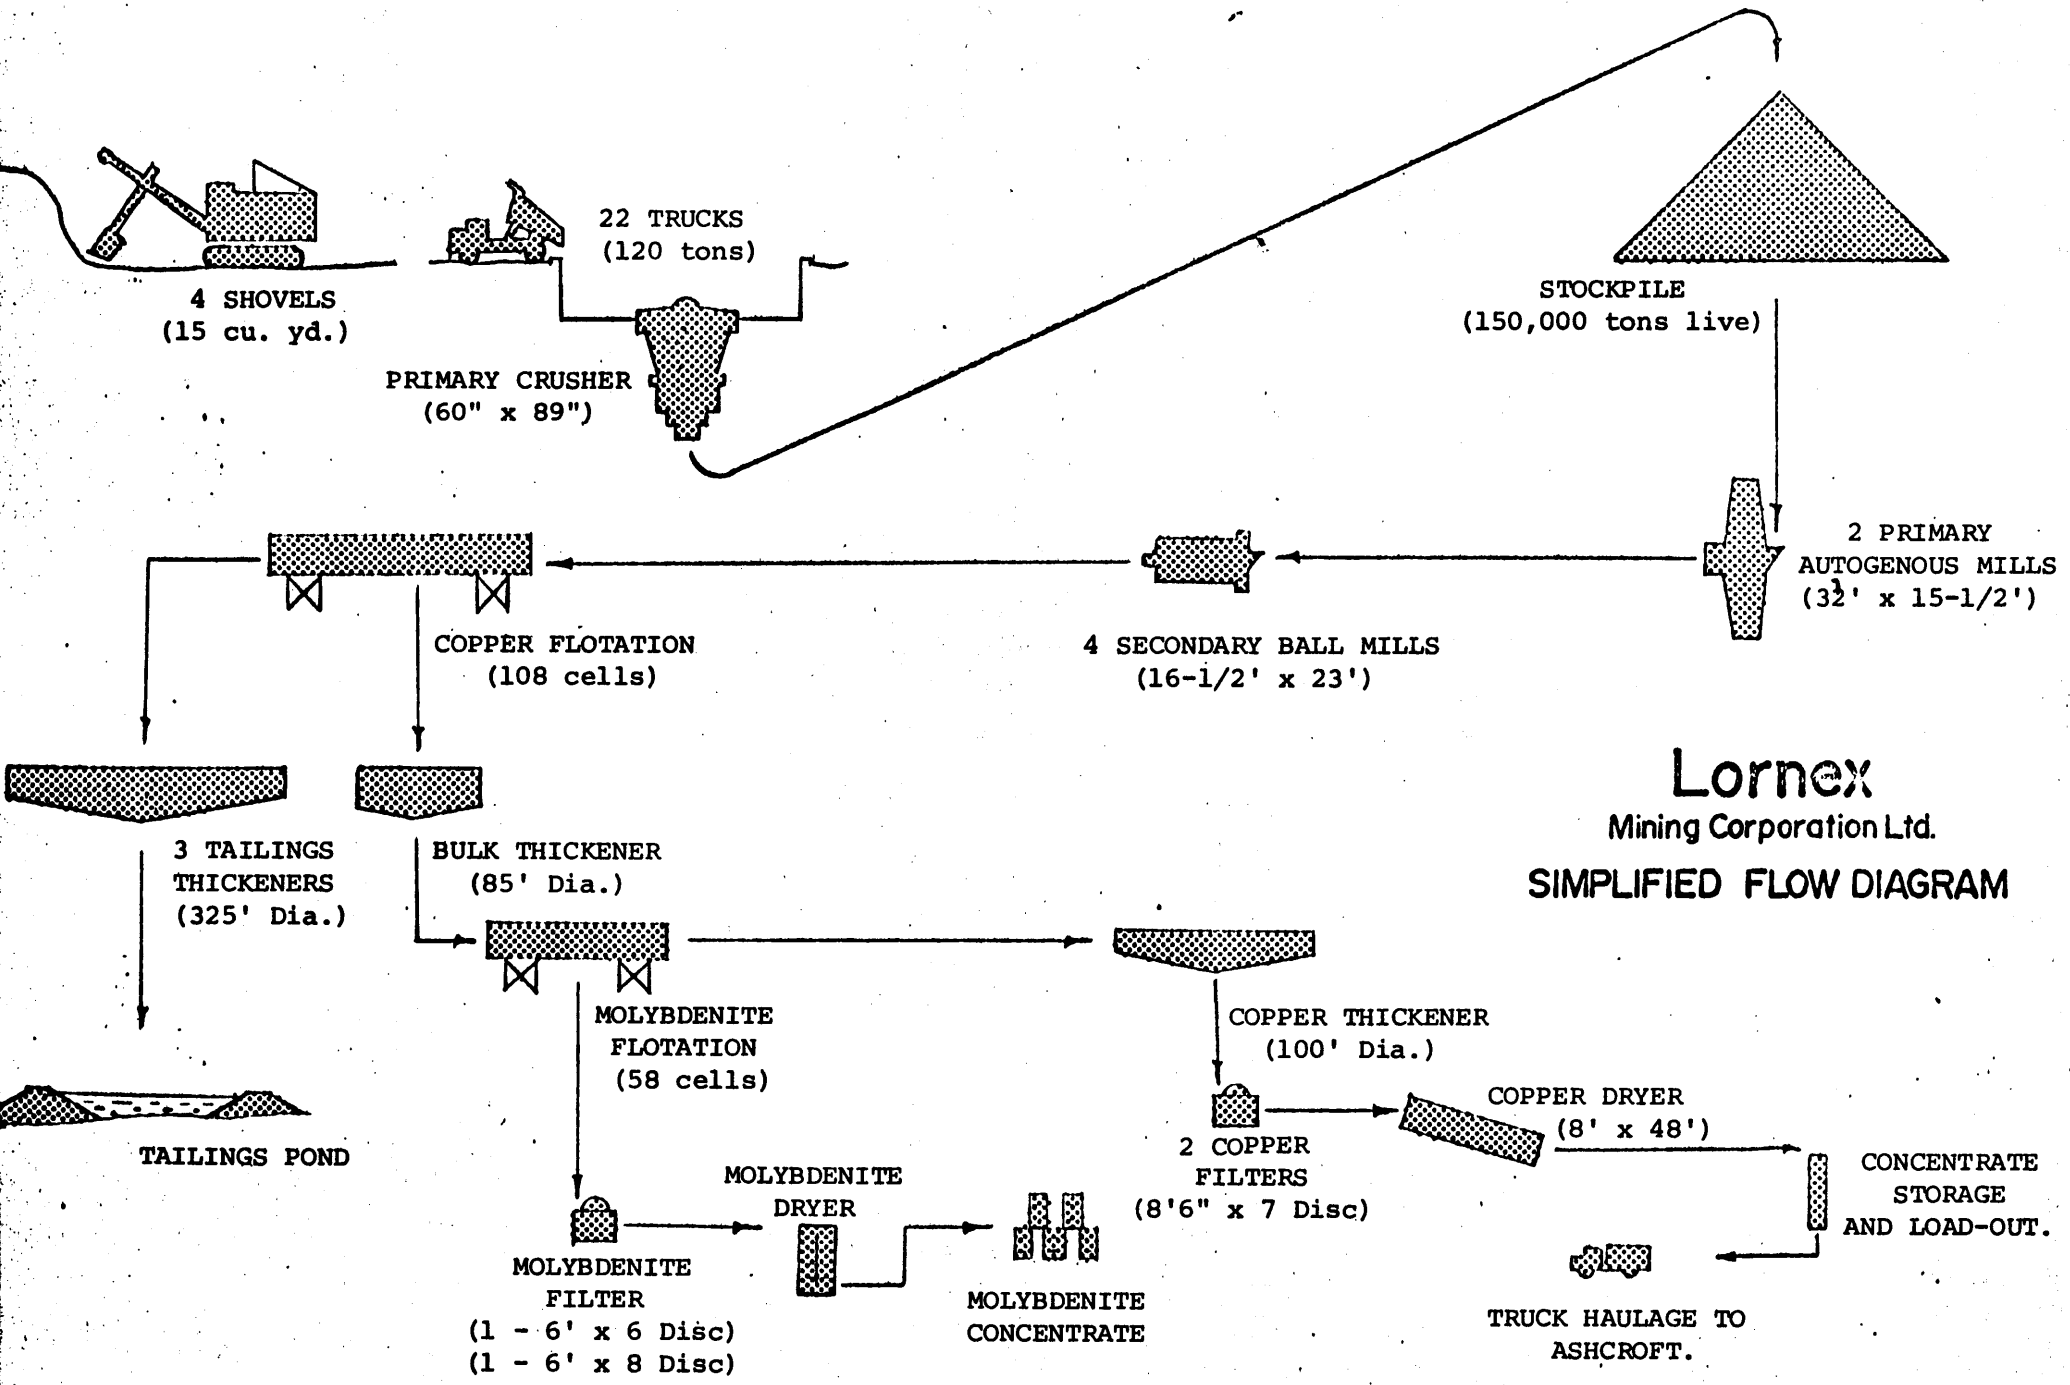 22 TRUCKS
(120 tons)
4 SHOVELS
(15 cu. yd.)
PRIMARY CRUSHER
(60" x 89")
STOCKPILE
(150,000 tons live)
2 PRIMARY
AUTOGENOUS MILLS
(32' x 15-1/2')
4 SECONDARY BALL MILLS
(16-1/2' x 23')
COPPER FLOTATION
(108 cells)
3 TAILINGS
THICKENERS
(325' Dia.)
BULK THICKENER
(85' Dia.)
Lornex
Mining Corporation Ltd.
SIMPLIFIED FLOW DIAGRAM
MOLYBDENITE
FLOTATION
(58 cells)
COPPER THICKENER
(100' Dia.)
TAILINGS POND
COPPER DRYER
(8' x 48')
2 COPPER
FILTERS
(8'6" x 7 Disc)
CONCENTRATE
STORAGE
AND LOAD-OUT.
MOLYBDENITE
DRYER
MOLYBDENITE
FILTER
(1 - 6' x 6 Disc)
(1 - 6' x 8 Disc)
MOLYBDENITE
CONCENTRATE
TRUCK HAULAGE TO
ASHCROFT.